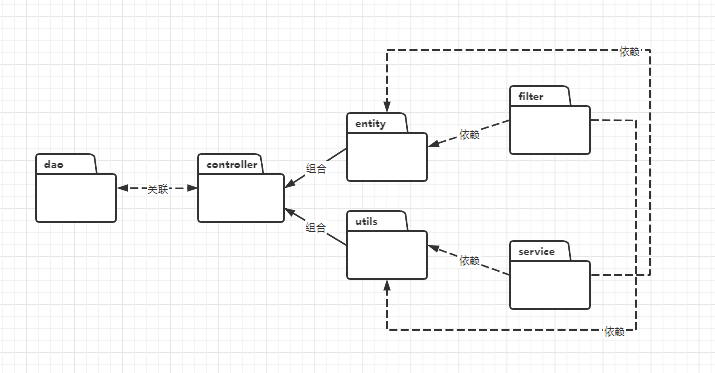 依赖
filter
entity
依赖
dao
controller
组合
关联
utils
组合
service
依赖
依赖